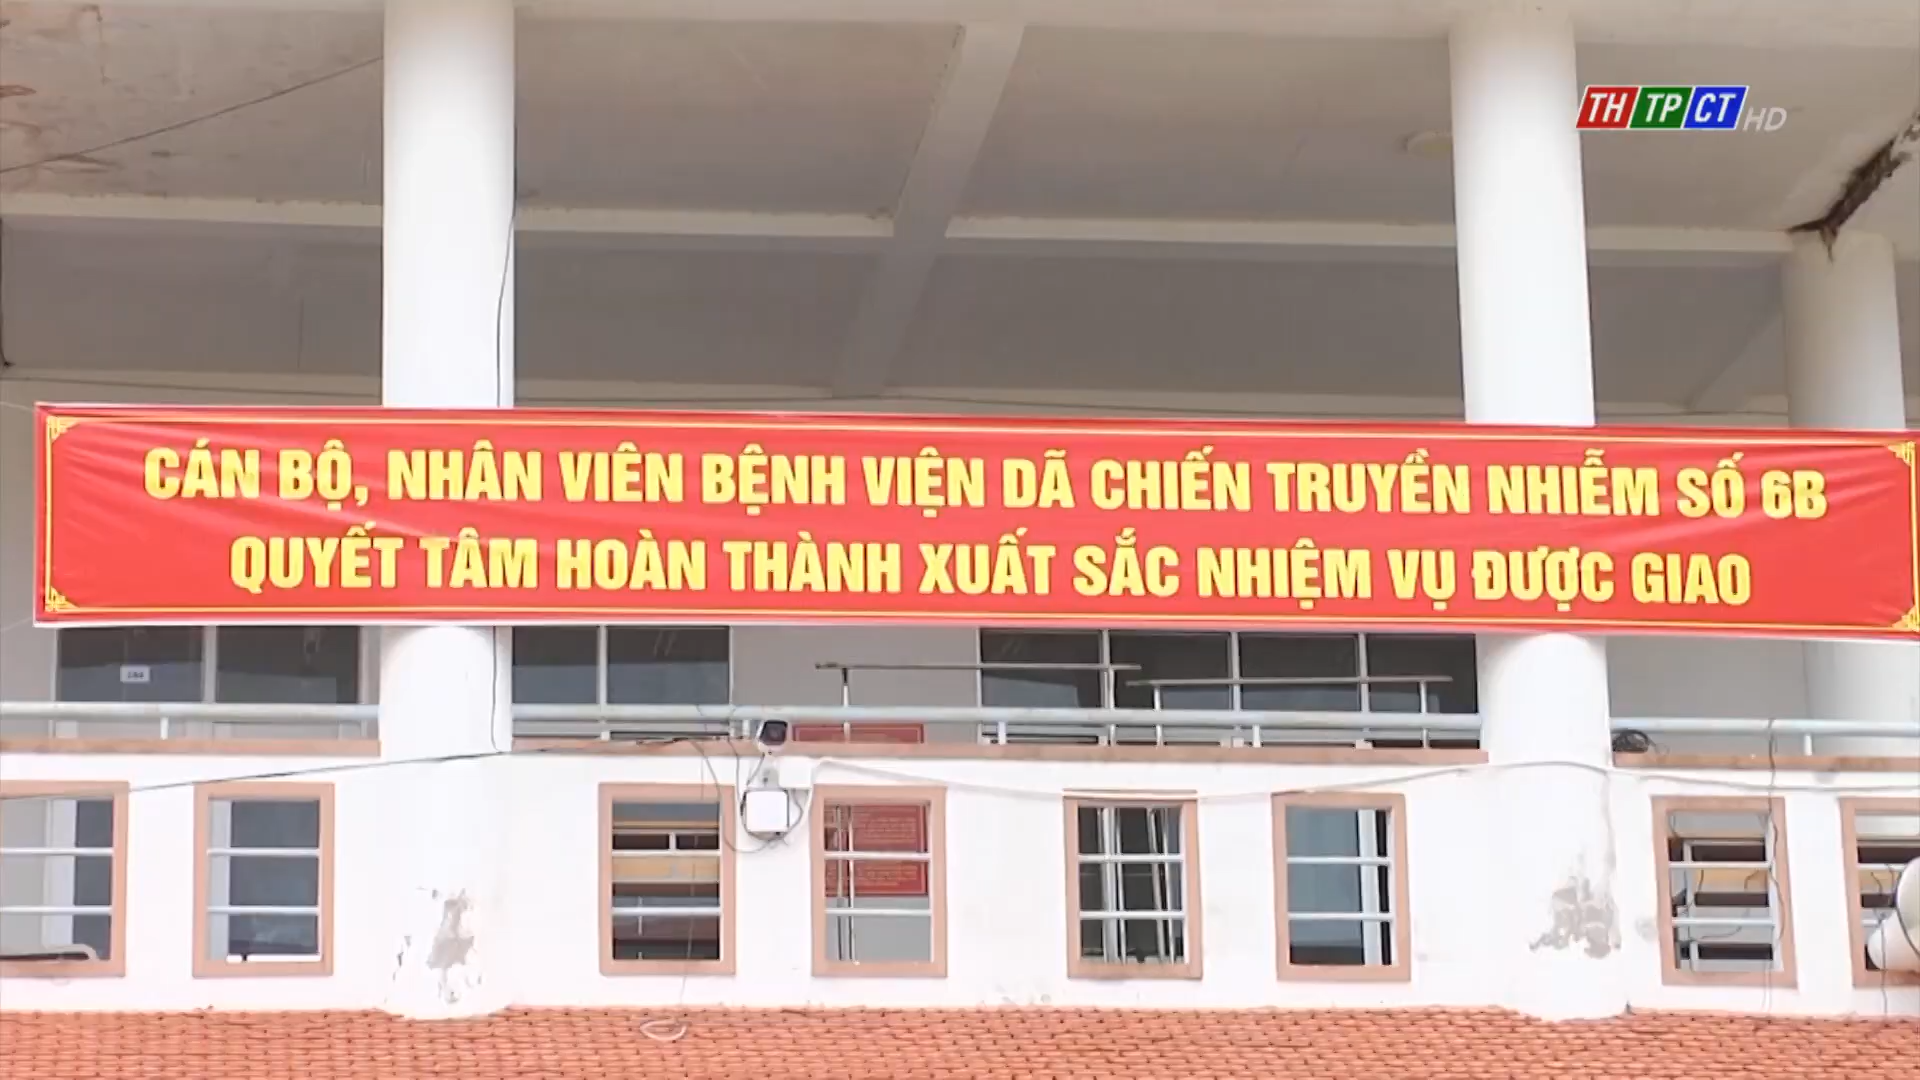 THTPCT HD
CÁN BỘ, NHÂN VIÊN BỆNH VIỆN DÃ CHIẾN TRUYỀN NHIỄM SỐ 6B
QUYẾT TÂM HOÀN THÀNH XUẤT SẮC NHIỆM VỤ ĐƯỢC GIAO